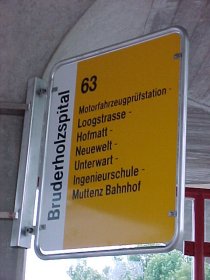 Bruderholzspital
63
Motorfahrzeugprüfstation -
Loogstrasse -
Hofmatt -
Neuewelt -
Unterwart -
Ingenieurschule -
Muttenz Bahnhof